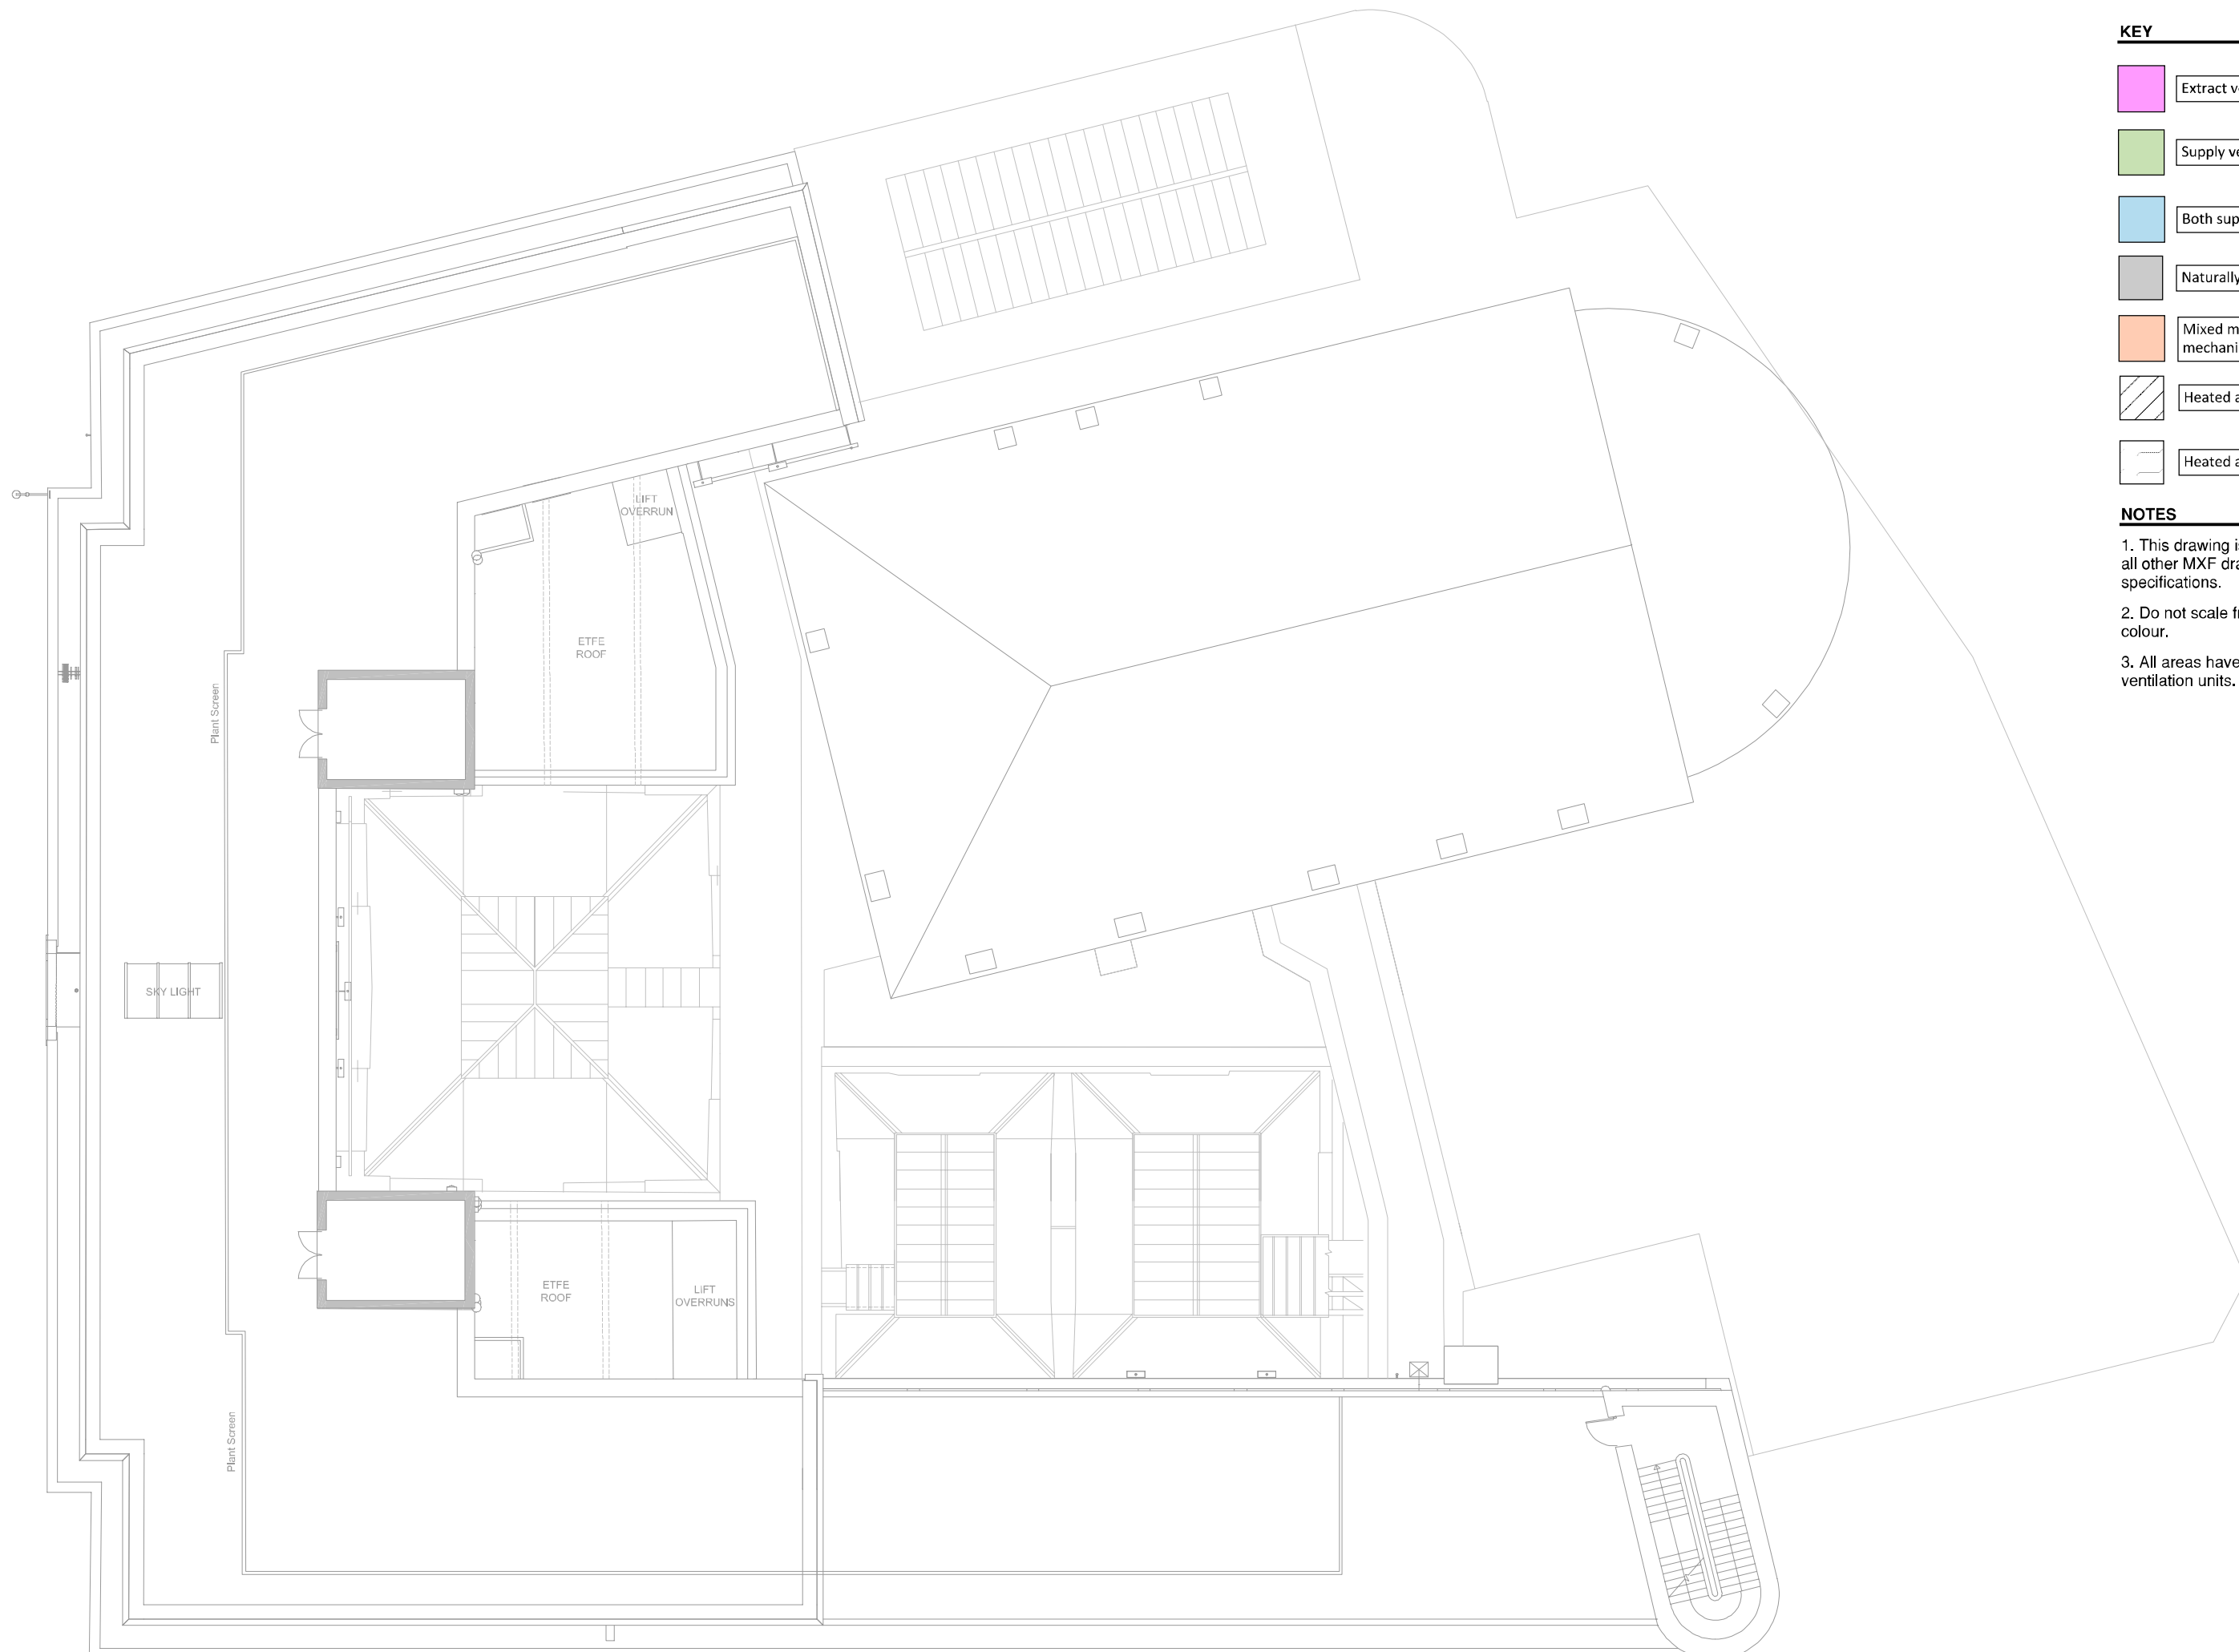 KEY
Extract v
Supply ve
Both sup
Naturally
Mixed m
mechani
Heated a
Heated a
NOTES
1. This drawing is
all other MXF dra
specifications.
2. Do not scale fr
colour.
3. All areas have
ventilation units.
LIFT
OVERRUN
ETFE
ROOF
Plant Screen
SKY LIGHT
ETFE
ROOF
LIFT
OVERRUNS
Plant Screen